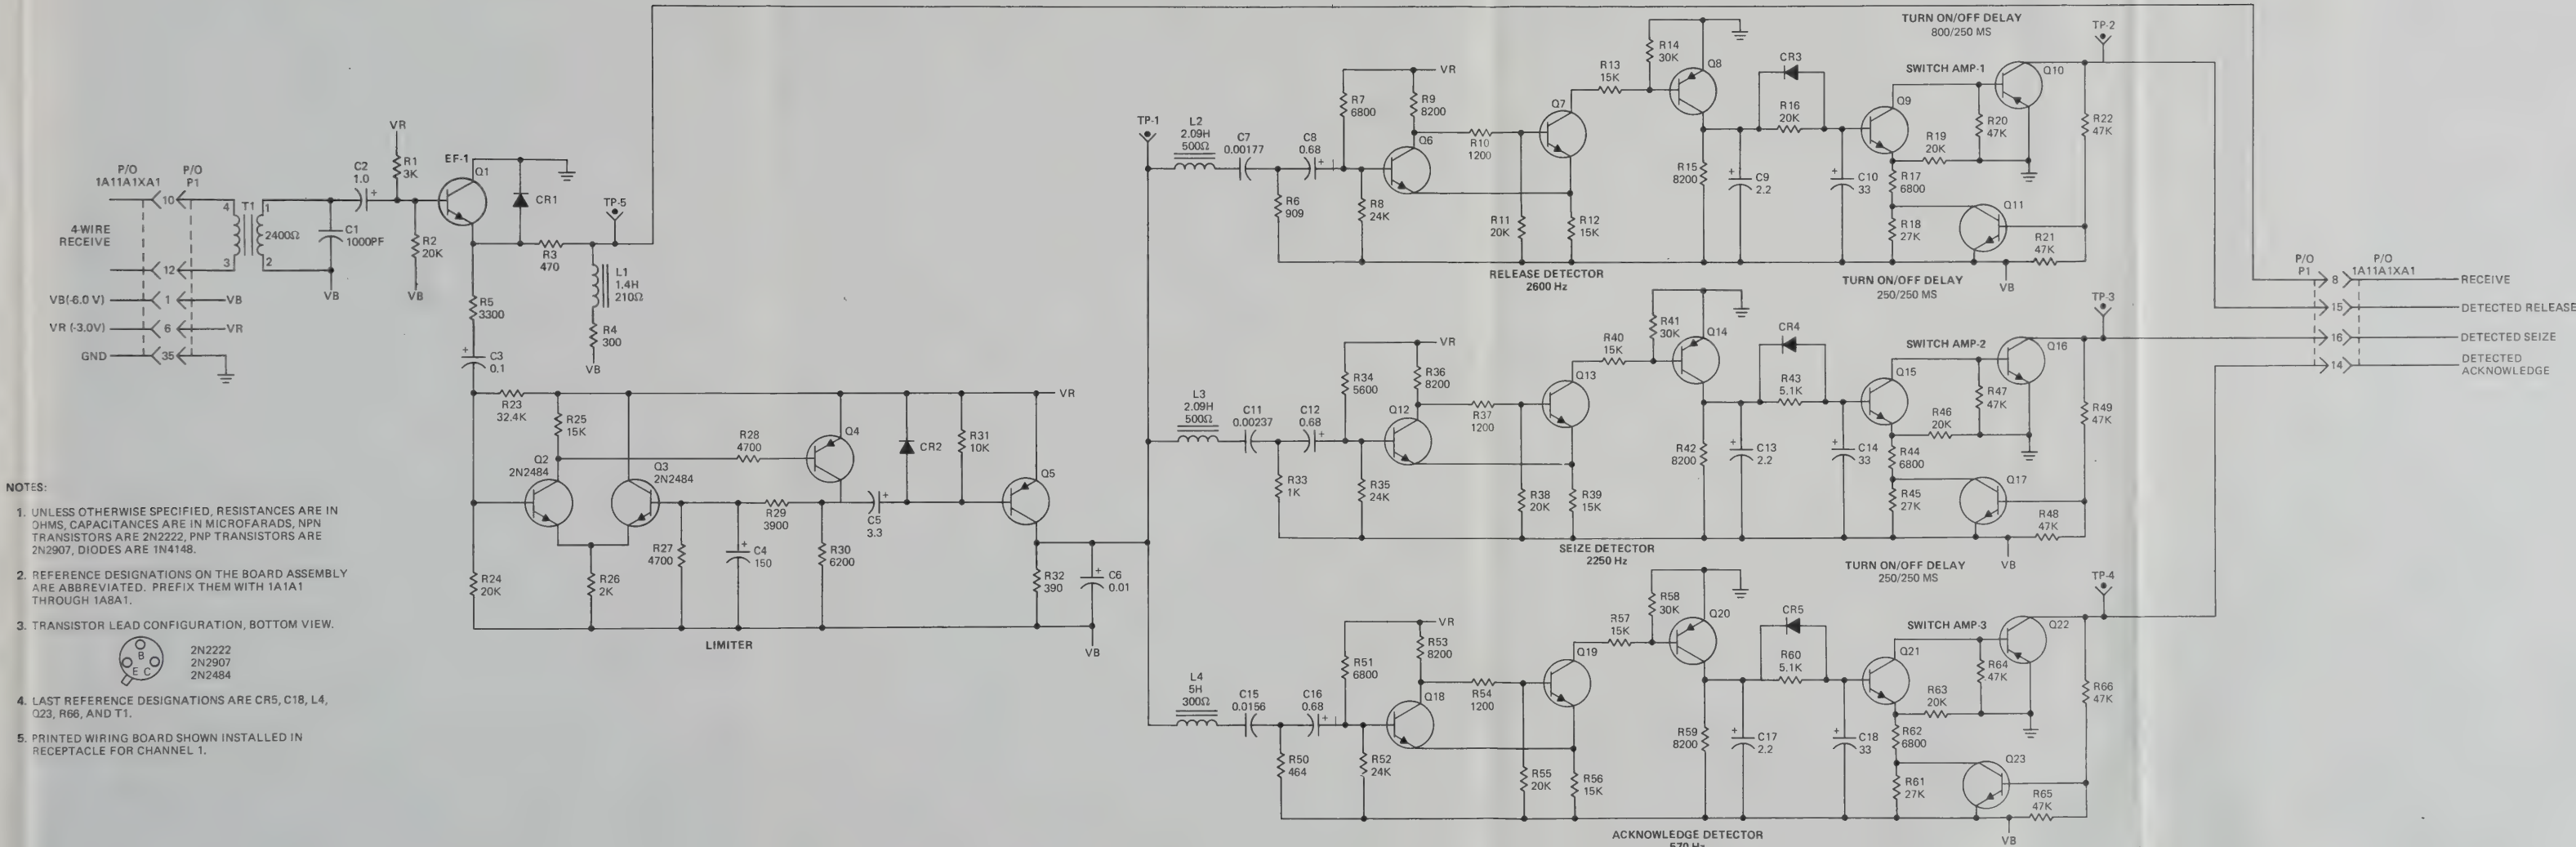 P/O
1A11A1XA1
P/O
P1
10
4-WIRE
RECEIVE
12
VB(-6.0 V)
1
VB
VR (-3.0V)
6
VR
GND
35
4
T1
1
2400Ω
3
2
C1
1000PF
VB
C2
1.0
+
VR
R1
3K
R2
20K
VB
EF-1
Q1
CR1
R3
470
TP-5
L1
1.4H
210Ω
R4
300
VB
R5
3300
+
C3
0.1
R23
32.4K
R25
15K
Q2
2N2484
Q3
2N2484
R28
4700
Q4
CR2
R31
10K
VR
Q5
R24
20K
R26
2K
R27
4700
+
C4
150
R29
3900
R30
6200
C5
3.3
+
R32
390
+
C6
0.01
VB
LIMITER
TP-1
L2
2.09H
500Ω
C7
0.00177
C8
0.68
+
R6
909
R7
6800
R8
24K
R9
8200
VR
Q6
R10
1200
R11
20K
Q7
R12
15K
R13
15K
R14
30K
Q8
R15
8200
+
C9
2.2
CR3
R16
20K
+
C10
33
TURN ON/OFF DELAY
800/250 MS
SWITCH AMP-1
Q9
R19
20K
R20
47K
Q10
R17
6800
R18
27K
Q11
R21
47K
R22
47K
TP-2
VB
RELEASE DETECTOR
2600 Hz
TURN ON/OFF DELAY
250/250 MS
L3
2.09H
500Ω
C11
0.00237
C12
0.68
+
R33
1K
R34
5600
R35
24K
R36
8200
VR
Q12
R37
1200
R38
20K
Q13
R39
15K
R40
15K
R41
30K
Q14
R42
8200
+
C13
2.2
CR4
R43
5.1K
+
C14
33
SWITCH AMP-2
Q15
R46
20K
R47
47K
Q16
R44
6800
R45
27K
Q17
R48
47K
R49
47K
TP-3
VB
SEIZE DETECTOR
2250 Hz
TURN ON/OFF DELAY
250/250 MS
L4
5H
300Ω
C15
0.0156
C16
0.68
+
R50
464
R51
6800
R52
24K
R53
8200
VR
Q18
R54
1200
R55
20K
Q19
R56
15K
R57
15K
R58
30K
Q20
R59
8200
+
C17
2.2
CR5
R60
5.1K
+
C18
33
SWITCH AMP-3
Q21
R63
20K
R64
47K
Q22
R62
6800
R61
27K
Q23
R65
47K
R66
47K
TP-4
VB
ACKNOWLEDGE DETECTOR
570 Hz
P/O
P1
P/O
1A11A1XA1
8
RECEIVE
15
DETECTED RELEASE
16
DETECTED SEIZE
14
DETECTED
ACKNOWLEDGE
NOTES:
1. UNLESS OTHERWISE SPECIFIED, RESISTANCES ARE IN
OHMS, CAPACITANCES ARE IN MICROFARADS, NPN
TRANSISTORS ARE 2N2222, PNP TRANSISTORS ARE
2N2907, DIODES ARE 1N4148.
2. REFERENCE DESIGNATIONS ON THE BOARD ASSEMBLY
ARE ABBREVIATED. PREFIX THEM WITH 1A1A1
THROUGH 1A8A1.
3. TRANSISTOR LEAD CONFIGURATION, BOTTOM VIEW.
B
E C
2N2222
2N2907
2N2484
4. LAST REFERENCE DESIGNATIONS ARE CR5, C18, L4,
Q23, R66, AND T1.
5. PRINTED WIRING BOARD SHOWN INSTALLED IN
RECEPTACLE FOR CHANNEL 1.